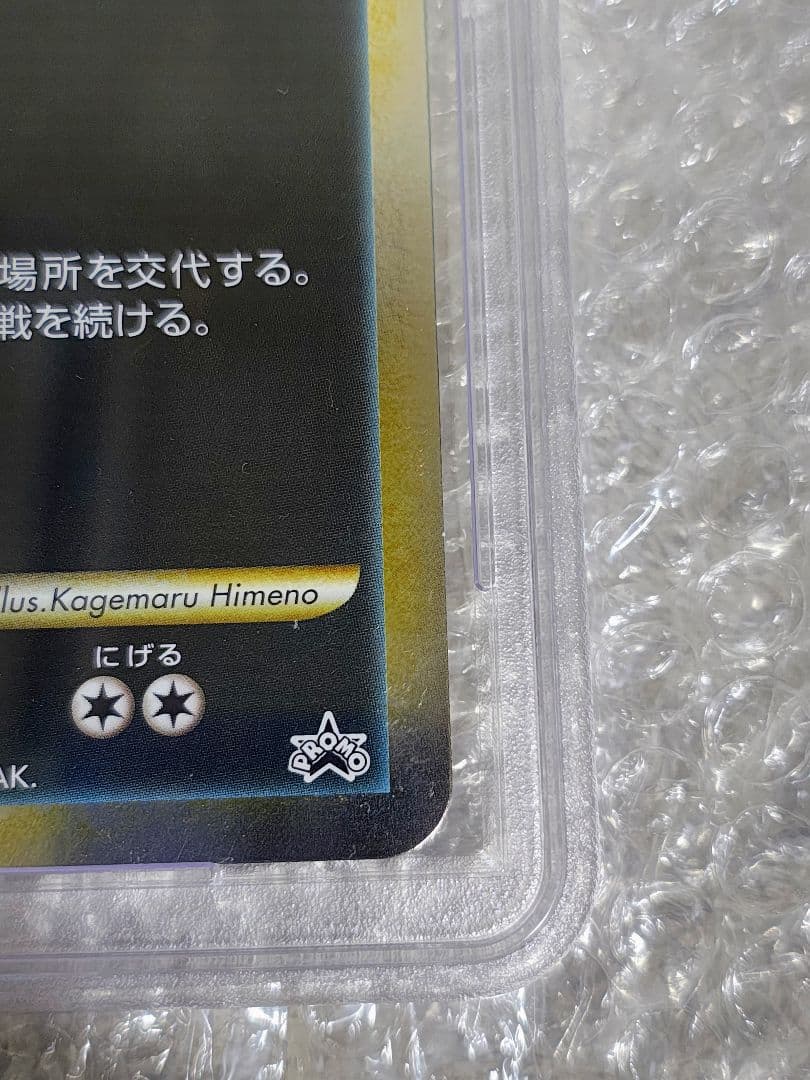 場所を交代する。
戦を続ける。
llus.Kagemaru Himeno
にげる
PROMO
AK.